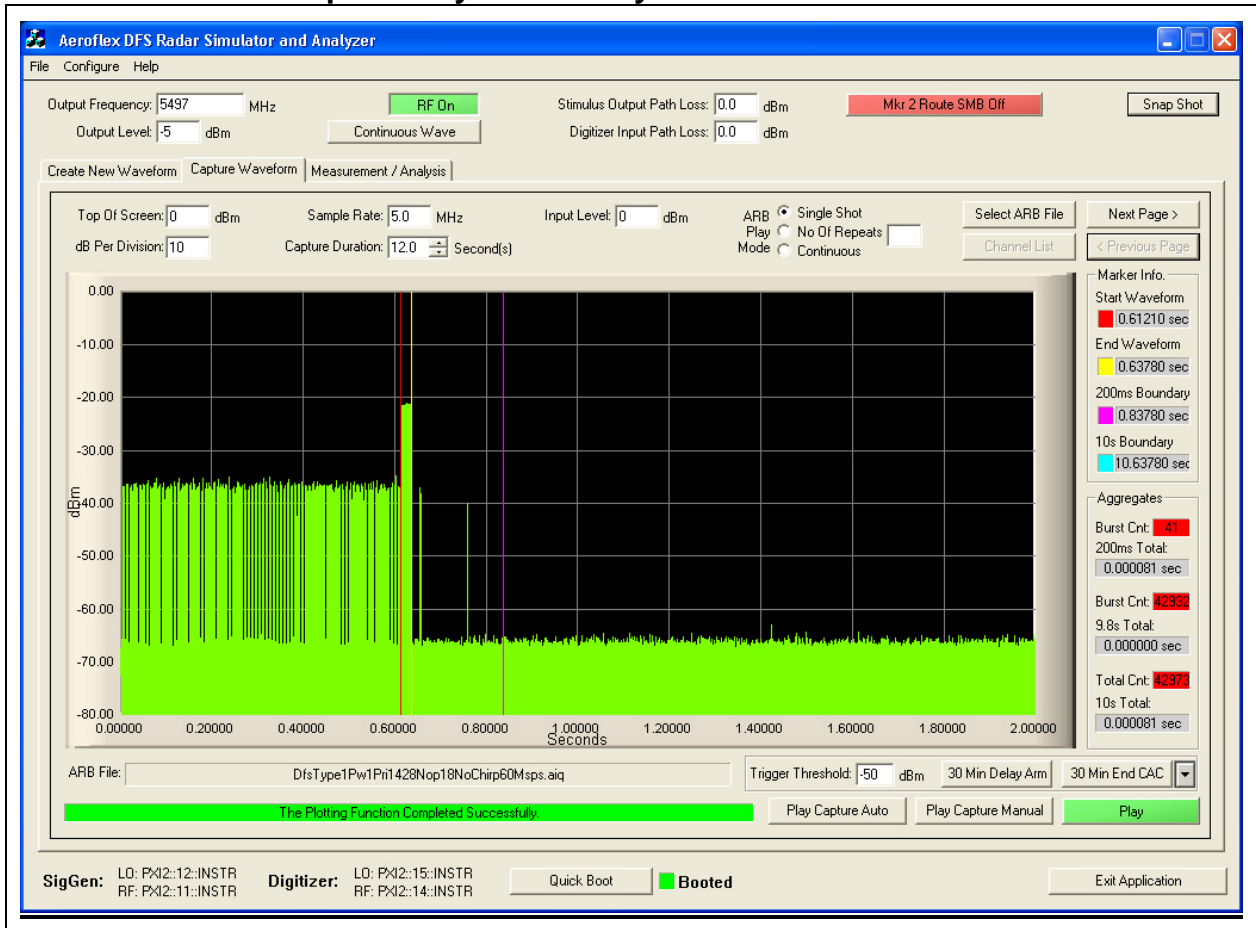 Aeroflex DFS Radar Simulator and Analyzer
File Configure Help
Output Frequency: 5497 MHz
RF On
Stimulus Output Path Loss: 0.0 dBm
Mkr 2 Route SMB Off
Snap Shot
Output Level: -5 dBm
Continuous Wave
Digitizer Input Path Loss: 0.0 dBm
Create New Waveform
Capture Waveform
Measurement / Analysis
Top Of Screen: 0 dBm
Sample Rate: 5.0 MHz
Input Level: 0 dBm
ARB Play Mode
Single Shot
No Of Repeats
Continuous
Select ARB File
Next Page >
dB Per Division: 10
Capture Duration: 12.0 Second(s)
Channel List
< Previous Page
0.00
-10.00
-20.00
-30.00
-40.00
-50.00
-60.00
-70.00
-80.00
dBm
0.00000 0.20000 0.40000 0.60000 0.80000 1.00000 1.20000 1.40000 1.60000 1.80000 2.00000
Seconds
Marker Info.
Start Waveform
0.61210 sec
End Waveform
0.63780 sec
200ms Boundary
0.83780 sec
10s Boundary
10.63780 sec
Aggregates
Burst Cnt: 41
200ms Total:
0.000081 sec
Burst Cnt: 42932
9.8s Total:
0.000000 sec
Total Cnt: 42973
10s Total:
0.000081 sec
ARB File: DfsType1Pw1Pri1428Nop18NoChirp60Msps.aiq
Trigger Threshold: -50 dBm
30 Min Delay Arm
30 Min End CAC
The Plotting Function Completed Successfully.
Play Capture Auto
Play Capture Manual
Play
SigGen: LO: PXI2::12::INSTR
RF: PXI2::11::INSTR
Digitizer: LO: PXI2::15::INSTR
RF: PXI2::14::INSTR
Quick Boot
Booted
Exit Application